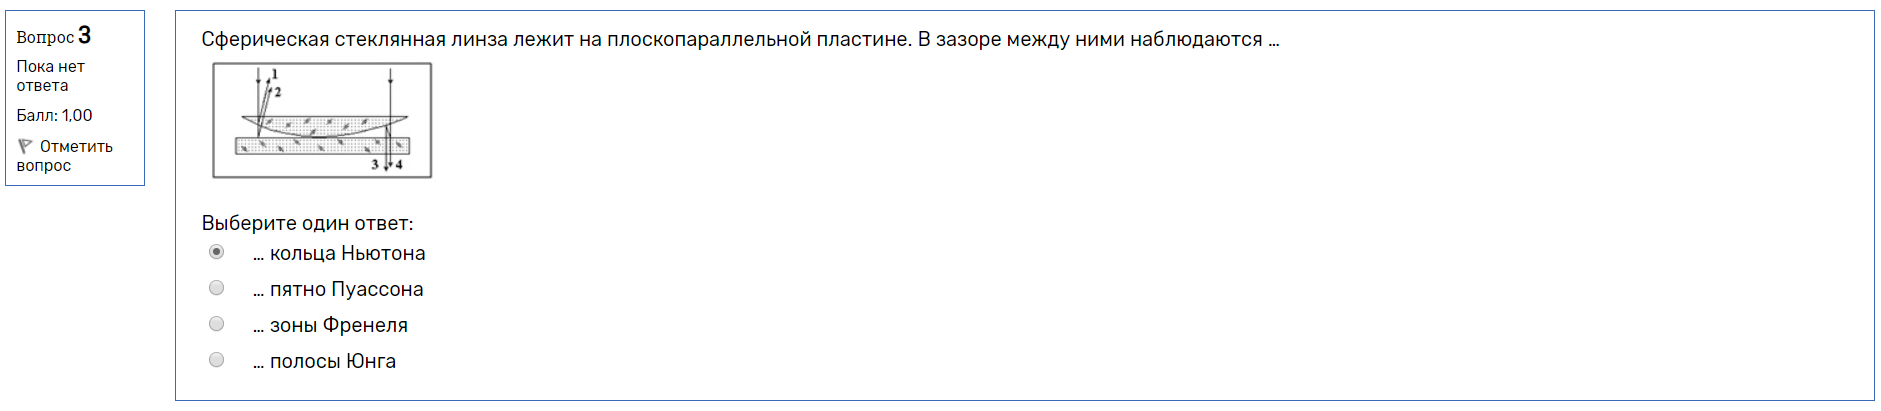 Вопрос 3
Пока нет
ответа
Балл: 1,00
Отметить
вопрос
Сферическая стеклянная линза лежит на плоскопараллельной пластине. В зазоре между ними наблюдаются ...
1
2
3 4
Выберите один ответ:
... кольца Ньютона
... пятно Пуассона
... зоны Френеля
... полосы Юнга